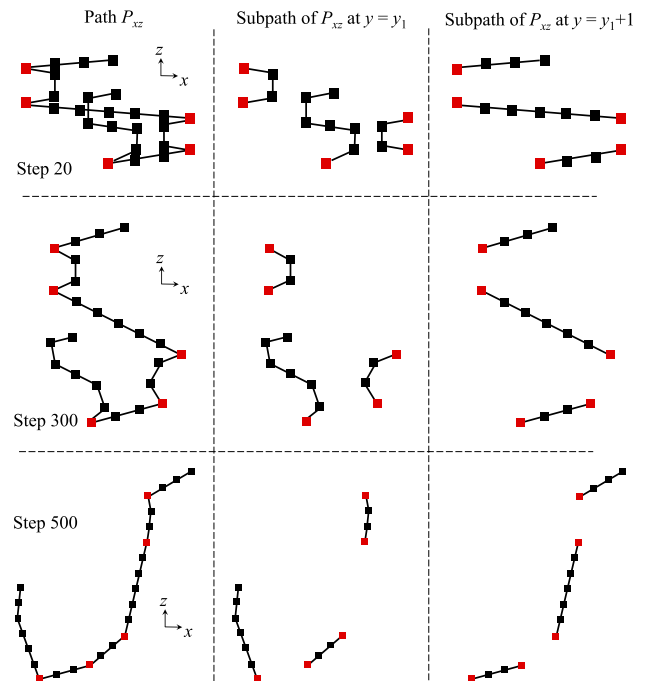 Path P_xz
Subpath of P_xz at y = y_1
Subpath of P_xz at y = y_1+1
z
x
Step 20
z
x
Step 300
Step 500
z
x